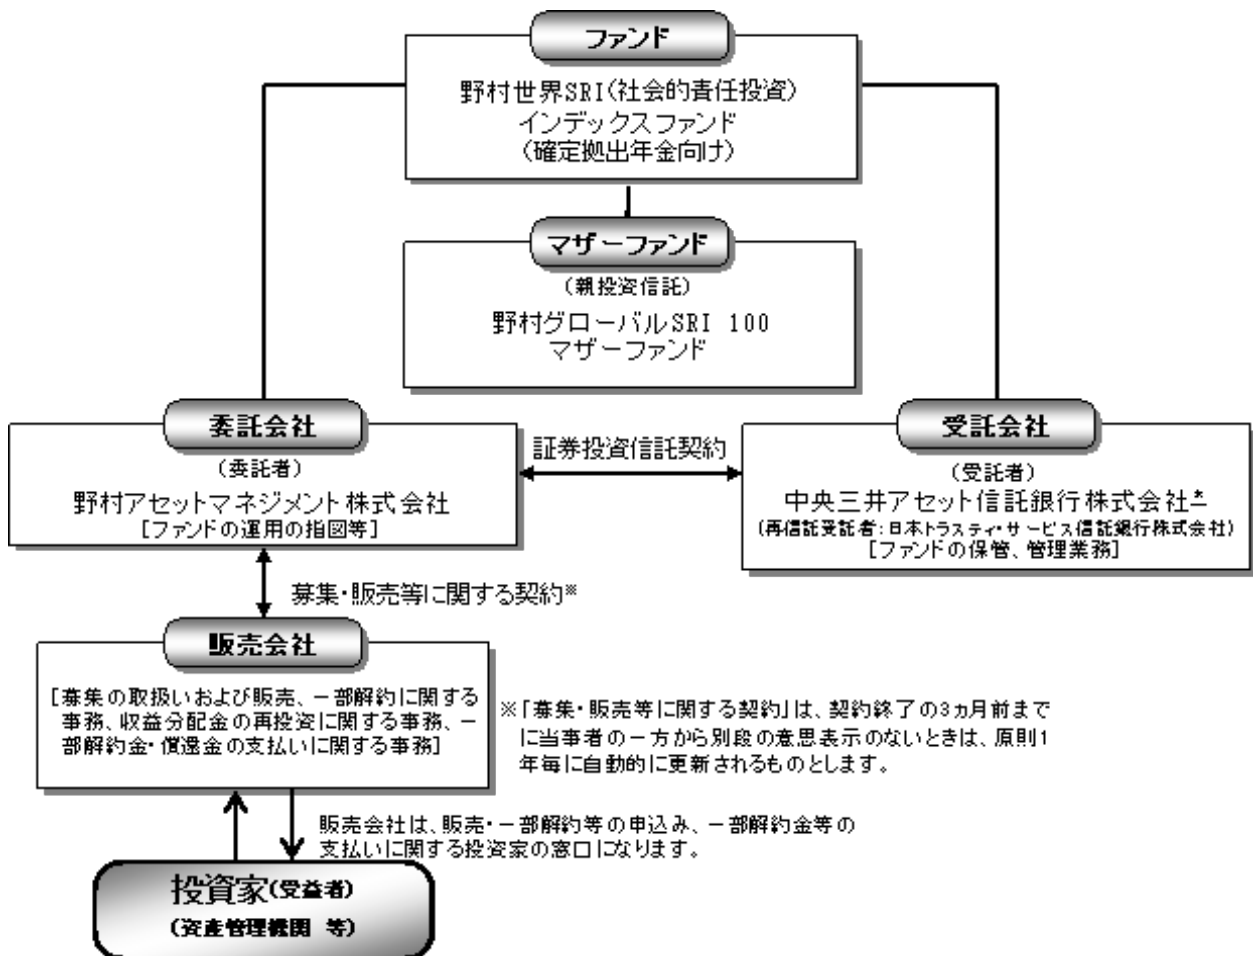 ファンド
野村世界SRI(社会的責任投資)
インデックスファンド
(確定拠出年金向け)
マザーファンド
(親投資信託)
野村グローバルSRI 100
マザーファンド
委託会社
(委託者)
野村アセットマネジメント株式会社
[ファンドの運用の指図等]
証券投資信託契約
受託会社
(受託者)
中央三井アセット信託銀行株式会社*
(再信託受託者:日本トラスティ・サービス信託銀行株式会社)
[ファンドの保管、管理業務]
募集・販売等に関する契約※
販売会社
[募集の取扱いおよび販売、一部解約に関する
事務、収益分配金の再投資に関する事務、一
部解約金・償還金の支払いに関する事務]
※「募集・販売等に関する契約」は、契約終了の3ヵ月前まで
に当事者の一方から別段の意思表示のないときは、原則1
年毎に自動的に更新されるものとします。
販売会社は、販売・一部解約等の申込み、一部解約金等の
支払いに関する投資家の窓口になります。
投資家(受益者)
(資産管理機関 等)